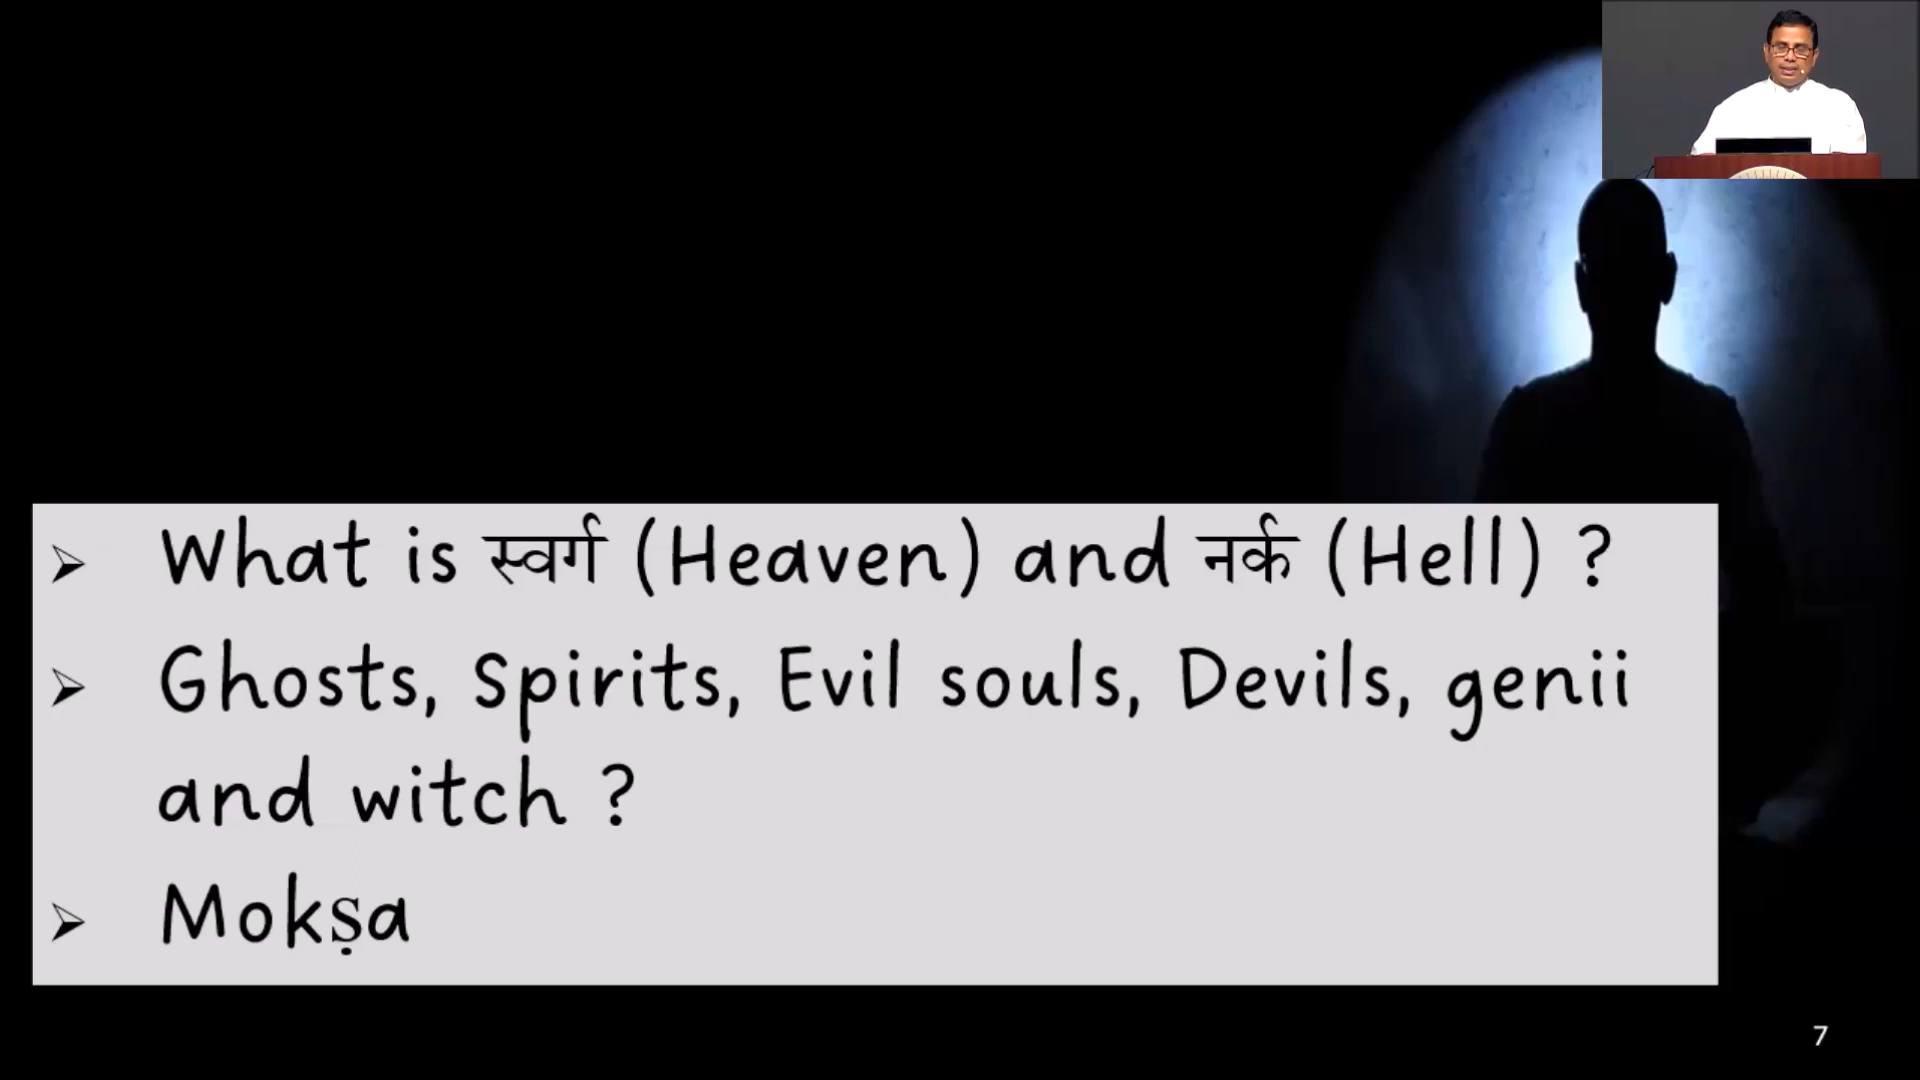 ➢ What is स्वर्ग (Heaven) and नर्क (Hell) ?
➢ Ghosts, Spirits, Evil souls, Devils, genii
and witch ?
➢ Mokṣa
7